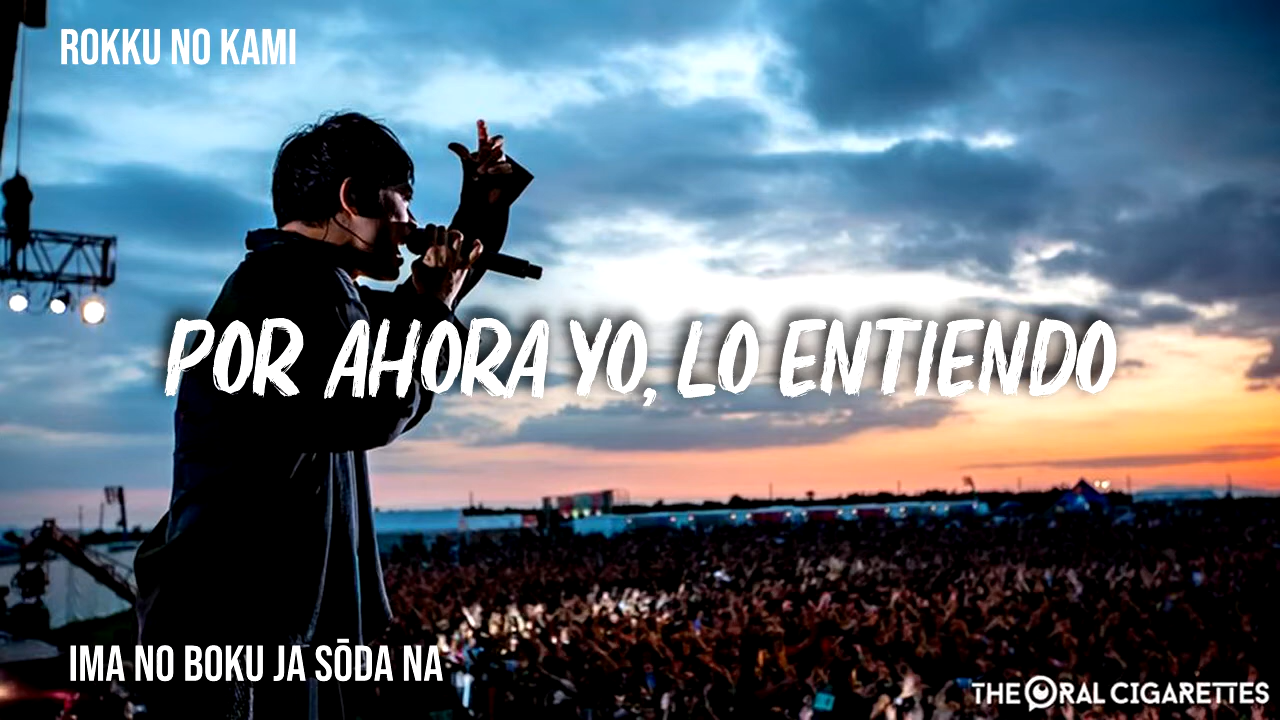 ROKKU NO KAMI
POR AHORA YO, LO ENTIENDO
IMA NO BOKU JA SŌDA NA
THE ORAL CIGARETTES